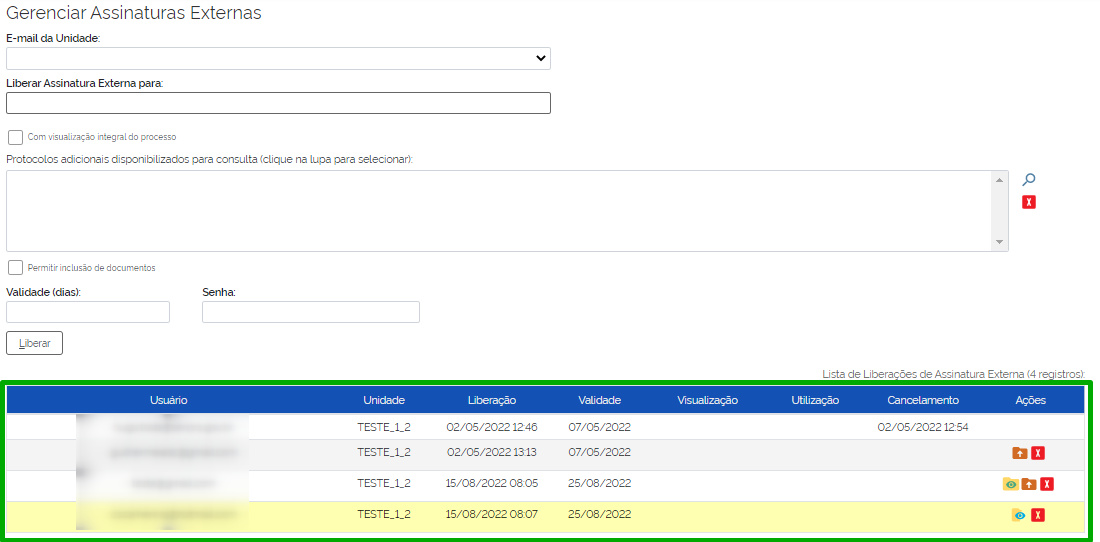 Gerenciar Assinaturas Externas
E-mail da Unidade:
Liberar Assinatura Externa para:
Com visualização integral do processo
Protocolos adicionais disponibilizados para consulta (clique na lupa para selecionar):
Permitir inclusão de documentos
Validade (dias): Senha:
Liberar
Lista de Liberações de Assinatura Externa (4 registros):
Usuário Unidade Liberação Validade Visualização Utilização Cancelamento Ações
TESTE_1_2 02/05/2022 12:46 07/05/2022 02/05/2022 12:54
TESTE_1_2 02/05/2022 13:13 07/05/2022
TESTE_1_2 15/08/2022 08:05 25/08/2022
TESTE_1_2 15/08/2022 08:07 25/08/2022